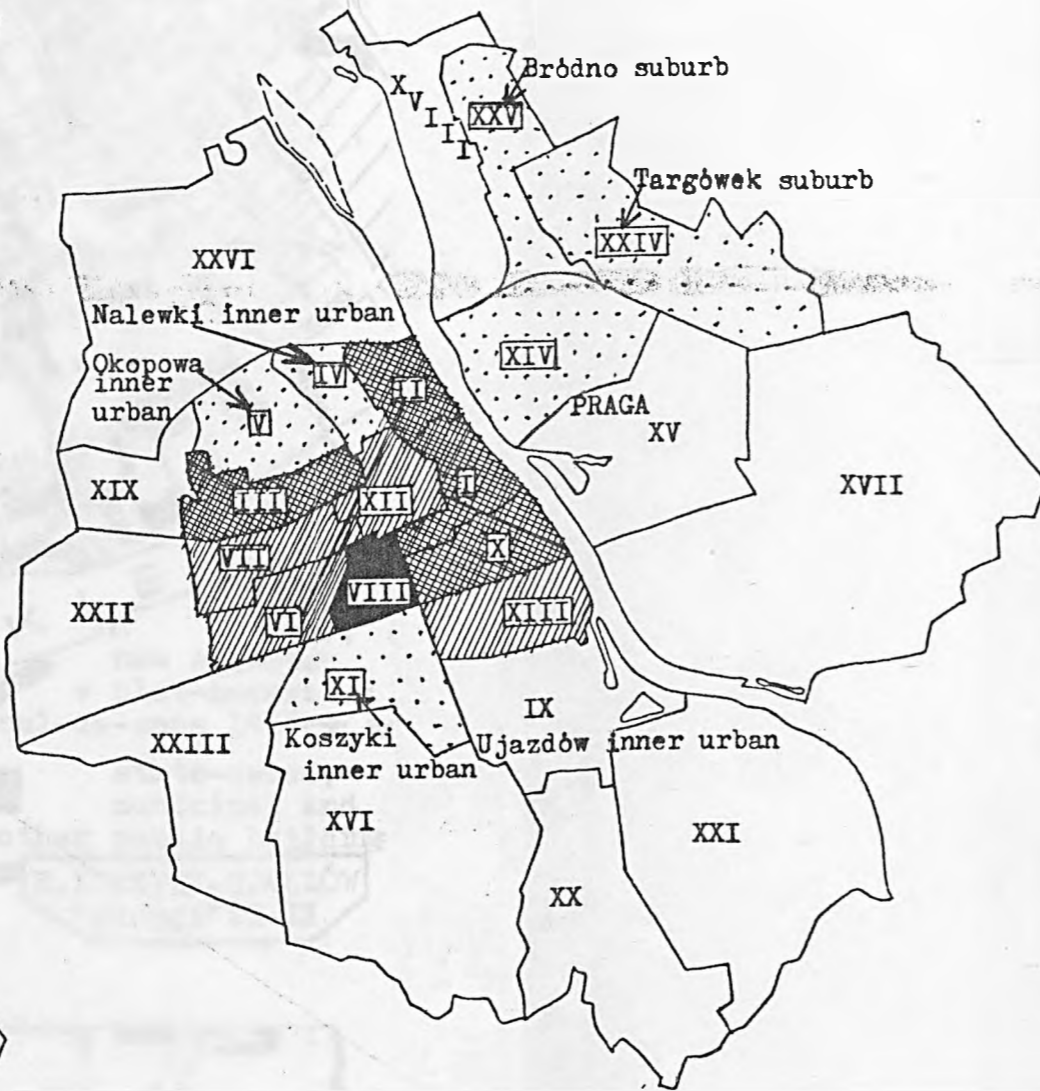 Bródno suburb
XVIII
XXV
Targówek suburb
XXIV
XXVI
Nalewki inner urban
Okopowa
inner
urban
IV
II
XIV
V
PRAGA
XV
XIX
III
XII
I
XVII
VII
X
XXII
VIII
VI
XIII
XI
IX
XXIII
Koszyki
inner urban
Ujazdów inner urban
XVI
XXI
XX